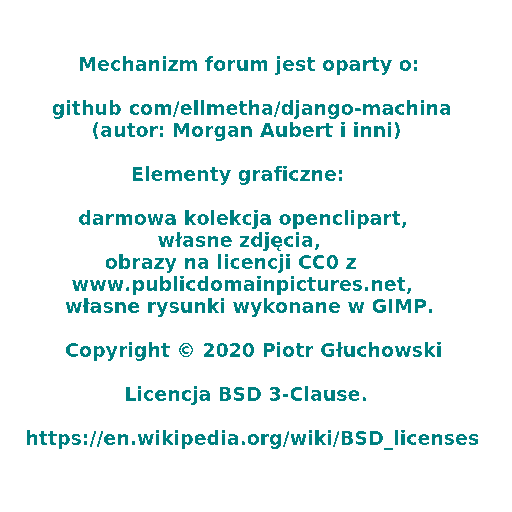 Mechanizm forum jest oparty o:
github com/ellmetha/django-machina
(autor: Morgan Aubert i inni)
Elementy graficzne:
darmowa kolekcja openclipart,
własne zdjęcia,
obrazy na licencji CC0 z
www.publicdomainpictures.net,
własne rysunki wykonane w GIMP.
Copyright © 2020 Piotr Głuchowski
Licencja BSD 3-Clause.
https://en.wikipedia.org/wiki/BSD_licenses